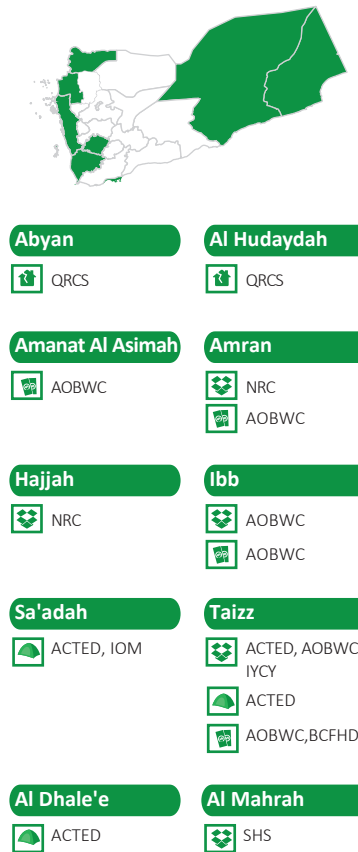 Abyan
QRCS
Al Hudaydah
QRCS
Amanat Al Asimah
AOBWC
Amran
NRC
AOBWC
Hajjah
NRC
Ibb
AOBWC
AOBWC
Sa'adah
ACTED, IOM
Taizz
ACTED, AOBWC
IYCY
ACTED
AOBWC,BCFHD
Al Dhale'e
ACTED
Al Mahrah
SHS